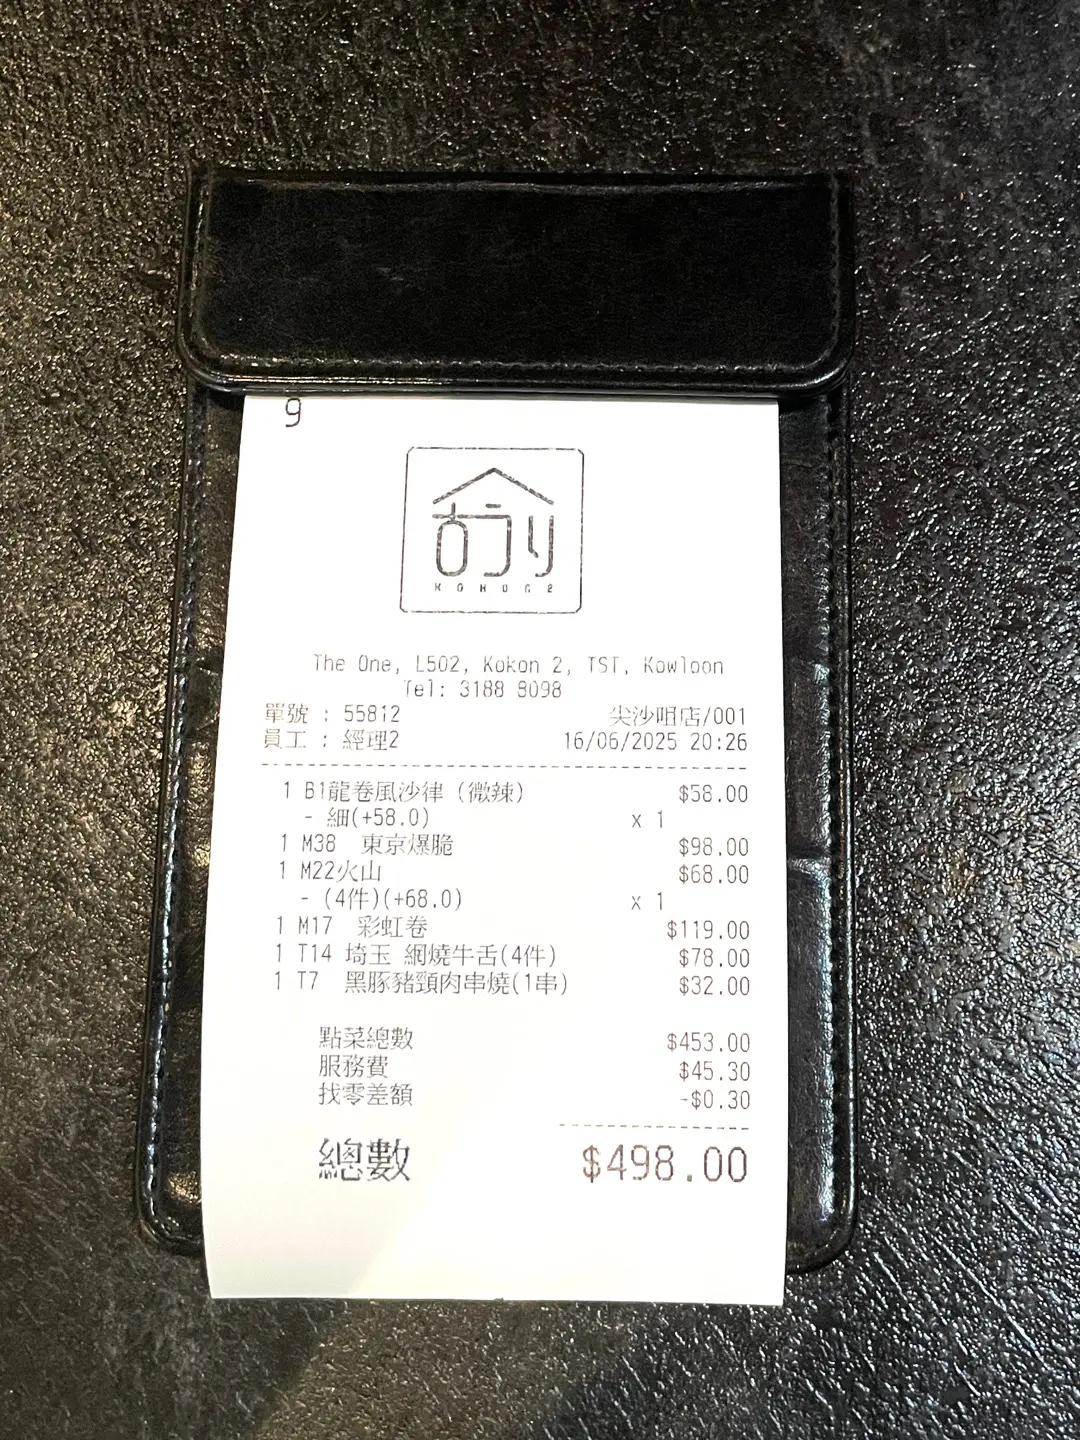 9
古う力
KOKURE
The One, L502, Kokon 2, TST, Kowloon
Tel: 3188 8098
單號 : 55812 尖沙咀店/001
員工 : 經理2 16/06/2025 20:26
1 B1龍卷風沙律 (微辣) $58.00
- 細(+58.0) x 1
1 M38 東京爆脆 $98.00
1 M22火山 $68.00
- (4件)(+68.0) x 1
1 M17 彩虹卷 $119.00
1 T14 埼玉 網燒牛舌(4件) $78.00
1 T7 黑豚豬頸肉串燒(1串) $32.00
點菜總數 $453.00
服務費 $45.30
找零差額 -$0.30
總數 $498.00